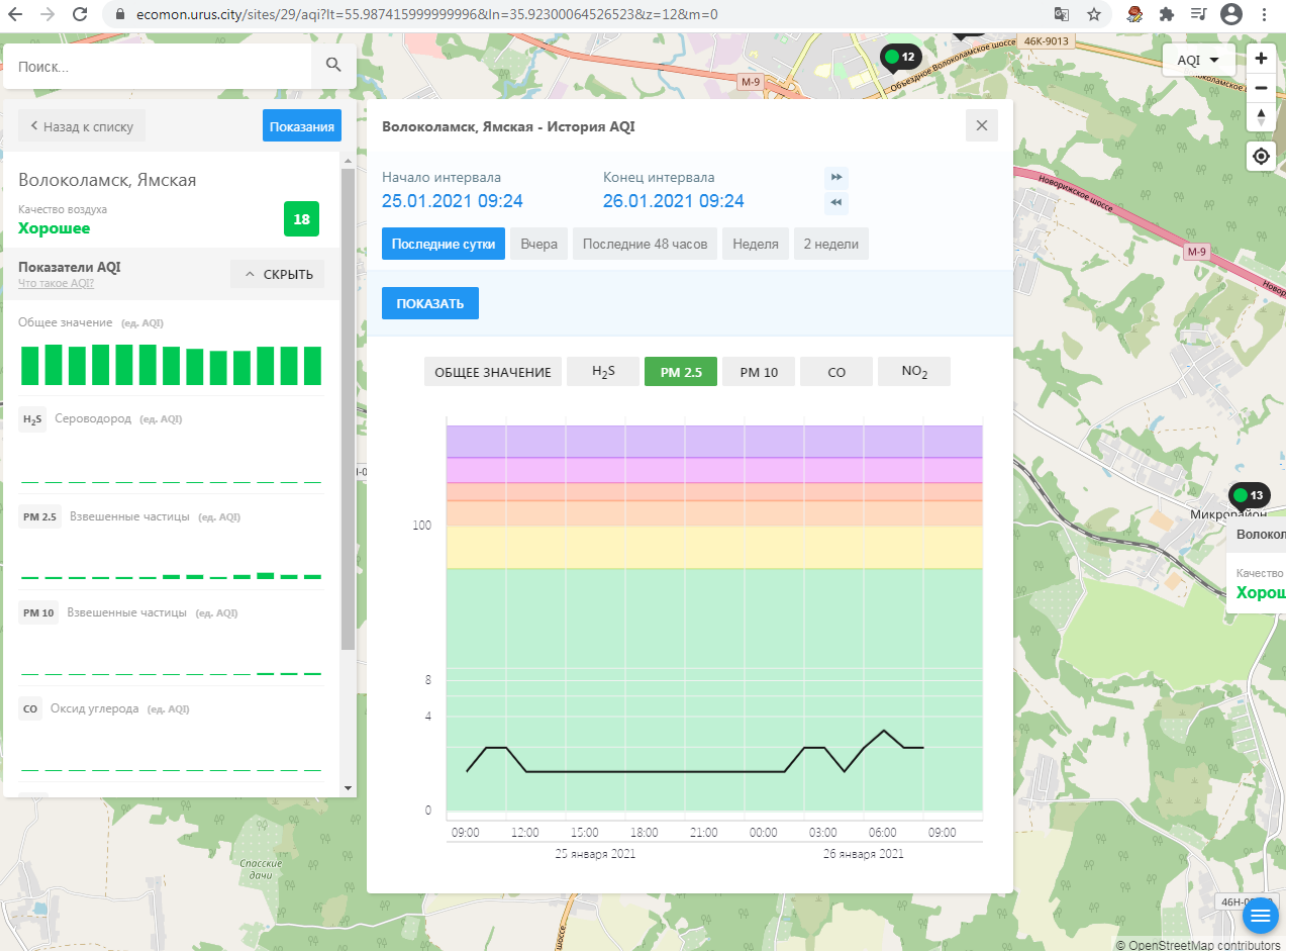 ecomon.urus.city/sites/29/aqi?lt=55.987415999999996&ln=35.92300064526523&z=12&m=0
Поиск...
12
46К-9013
Объездное Волоколамское шоссе
М-9
AQI
Назад к списку
Показания
Волоколамск, Ямская
Качество воздуха
Хорошее
18
Показатели AQI
Что такое AQI?
СКРЫТЬ
Общее значение (ед. AQI)
H2S Сероводород (ед. AQI)
PM 2.5 Взвешенные частицы (ед. AQI)
PM 10 Взвешенные частицы (ед. AQI)
CO Оксид углерода (ед. AQI)
Волоколамск, Ямская - История AQI
Начало интервала
25.01.2021 09:24
Конец интервала
26.01.2021 09:24
Последние сутки
Вчера
Последние 48 часов
Неделя
2 недели
ПОКАЗАТЬ
ОБЩЕЕ ЗНАЧЕНИЕ
H2S
PM 2.5
PM 10
CO
NO2
100
8
4
0
09:00 12:00 15:00 18:00 21:00 00:00 03:00 06:00 09:00
25 января 2021 26 января 2021
Новорижское шоссе
М-9
13
Микрорайон
Волокол
Качество
Хорош
Спасские
дачи
© OpenStreetMap contributors